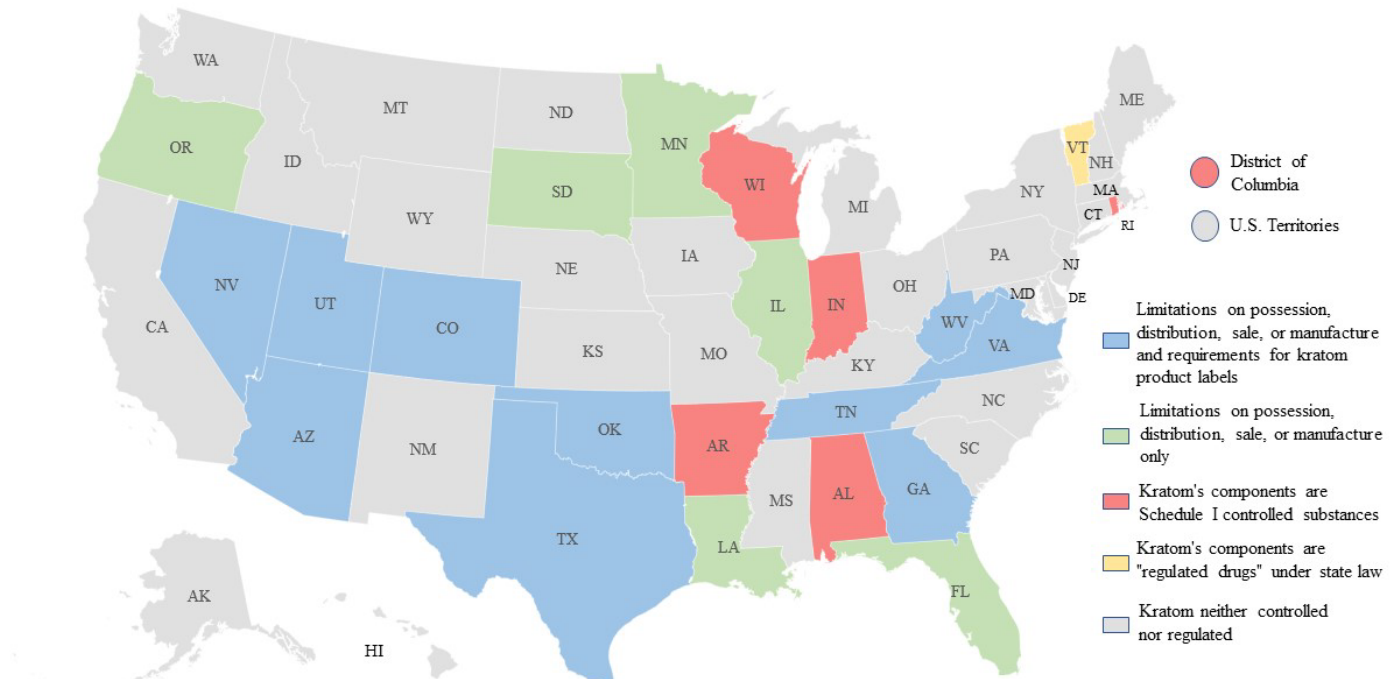 WA
MT
ND
MN
ME
OR
ID
SD
WI
VT
NH
WY
MI
NY
MA
CT
RI
IA
NE
PA
NJ
NV
UT
CO
IL
IN
OH
MD
DE
CA
KS
MO
WV
VA
KY
AZ
NM
OK
TN
NC
AR
SC
TX
MS
AL
GA
LA
FL
AK
HI
District of
Columbia
U.S. Territories
Limitations on possession,
distribution, sale, or manufacture
and requirements for kratom
product labels
Limitations on possession,
distribution, sale, or manufacture
only
Kratom's components are
Schedule I controlled substances
Kratom's components are
"regulated drugs" under state law
Kratom neither controlled
nor regulated